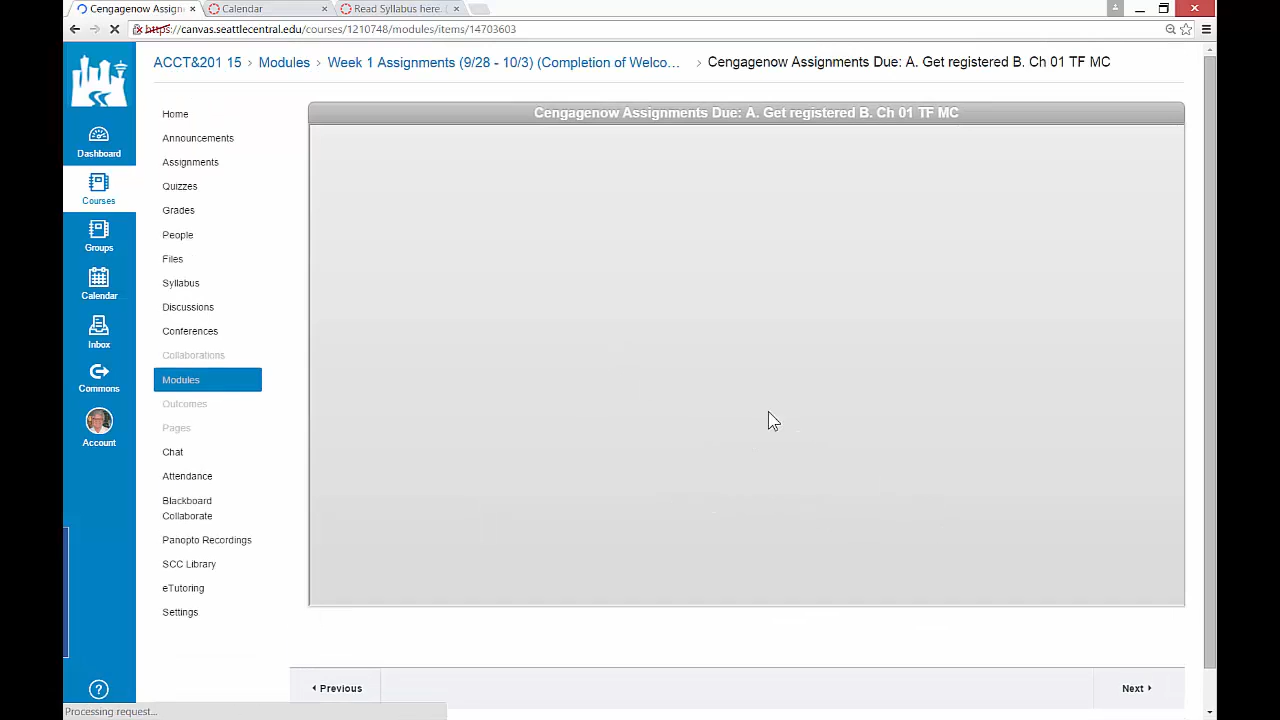 Cengagenow Assign
Calendar
Read Syllabus here.
https://canvas.seattlecentral.edu/courses/1210748/modules/items/14703603
ACCT&201 15 › Modules › Week 1 Assignments (9/28 - 10/3) (Completion of Welco... › Cengagenow Assignments Due: A. Get registered B. Ch 01 TF MC
Cengagenow Assignments Due: A. Get registered B. Ch 01 TF MC
Dashboard
Courses
Groups
Calendar
Inbox
Commons
Account
Home
Announcements
Assignments
Quizzes
Grades
People
Files
Syllabus
Discussions
Conferences
Collaborations
Modules
Outcomes
Pages
Chat
Attendance
Blackboard
Collaborate
Panopto Recordings
SCC Library
eTutoring
Settings
Previous
Next
?
Processing request...